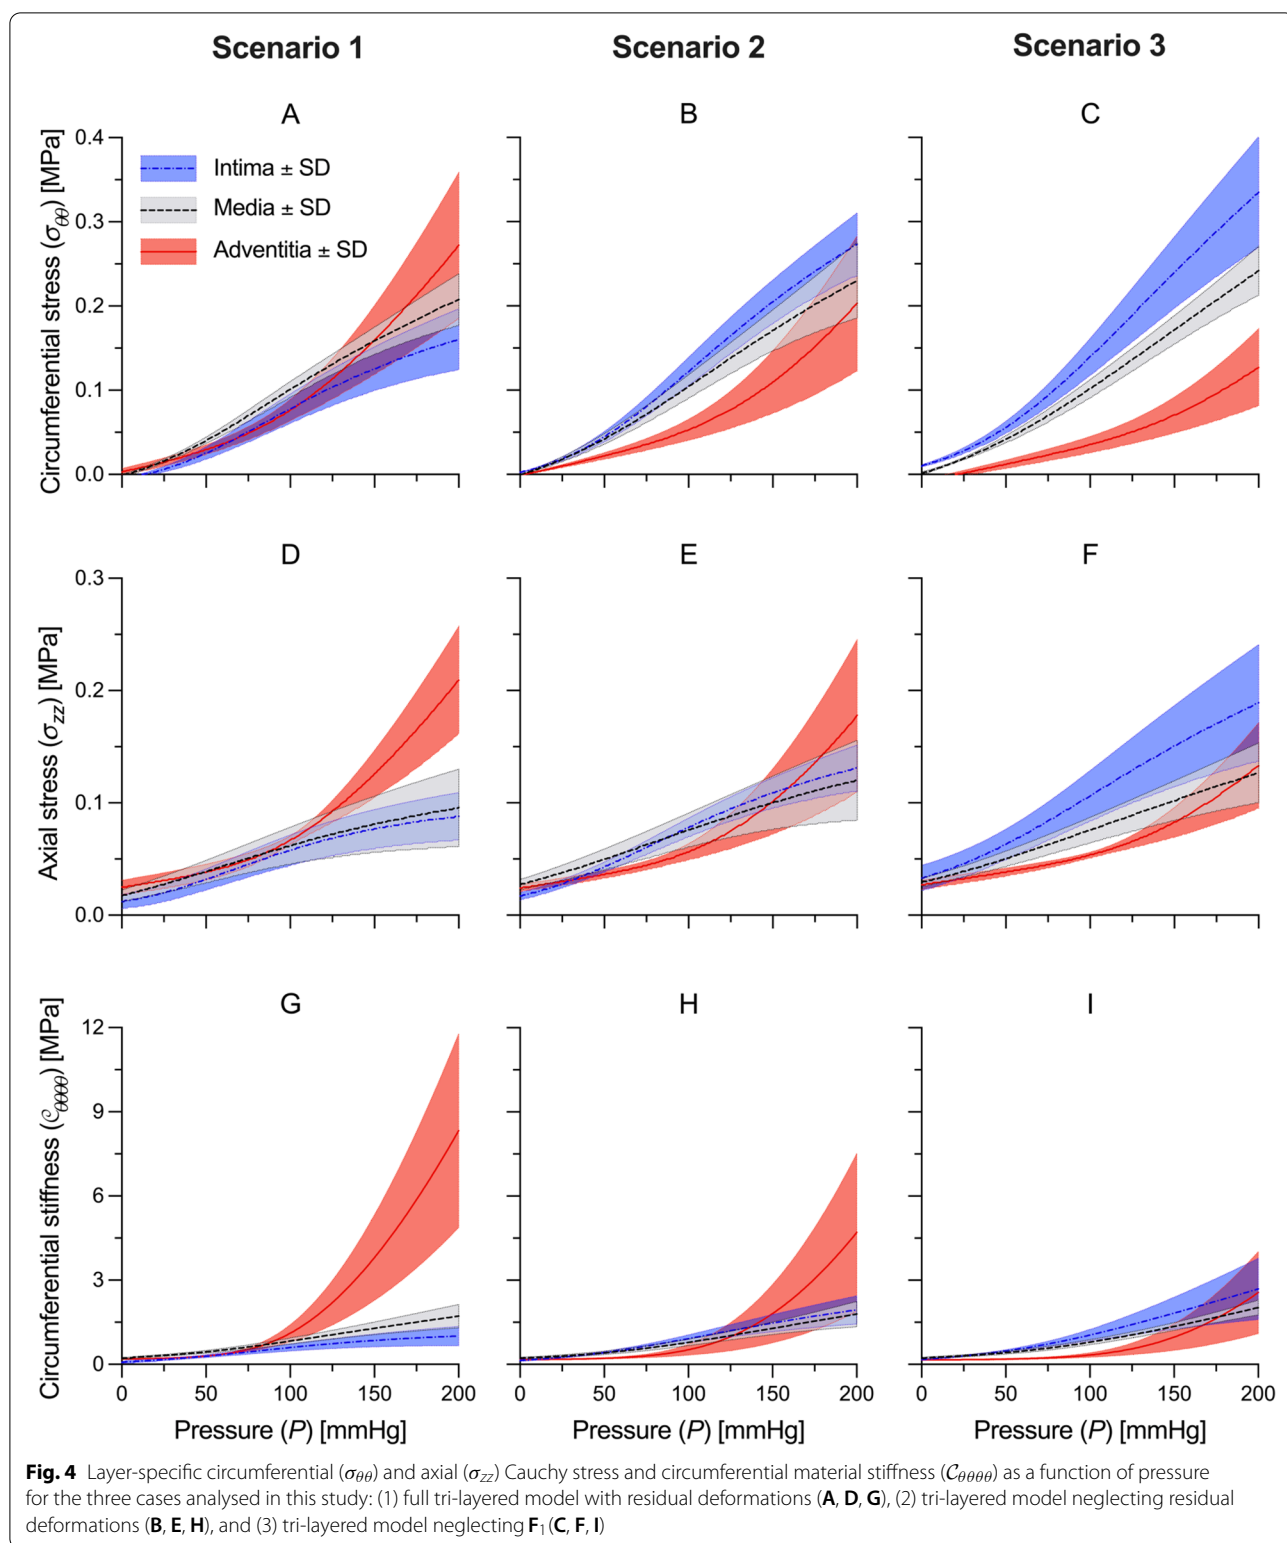 Scenario 1 Scenario 2 Scenario 3
A B C
Circumferential stress (σθθ) [MPa]
0.4
0.3
0.2
0.1
0.0
Intima ± SD
Media ± SD
Adventitia ± SD
D E F
Axial stress (σzz) [MPa]
0.3
0.2
0.1
0.0
G H I
Circumferential stiffness (𝒞θθθθ) [MPa]
12
9
6
3
0
0 50 100 150 200 0 50 100 150 200 0 50 100 150 200
Pressure (P) [mmHg] Pressure (P) [mmHg] Pressure (P) [mmHg]
Fig. 4 Layer-specific circumferential (σθθ) and axial (σzz) Cauchy stress and circumferential material stiffness (𝒞θθθθ) as a function of pressure
for the three cases analysed in this study: (1) full tri-layered model with residual deformations (A, D, G), (2) tri-layered model neglecting residual
deformations (B, E, H), and (3) tri-layered model neglecting F1 (C, F, I)